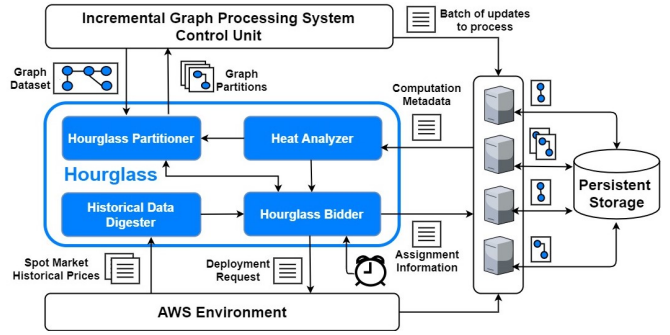 Incremental Graph Processing System
Control Unit
Batch of updates
to process
Graph
Dataset
Graph
Partitions
Computation
Metadata
Hourglass Partitioner
Heat Analyzer
Hourglass
Historical Data
Digester
Hourglass Bidder
Persistent
Storage
Spot Market
Historical Prices
Deployment
Request
Assignment
Information
AWS Environment